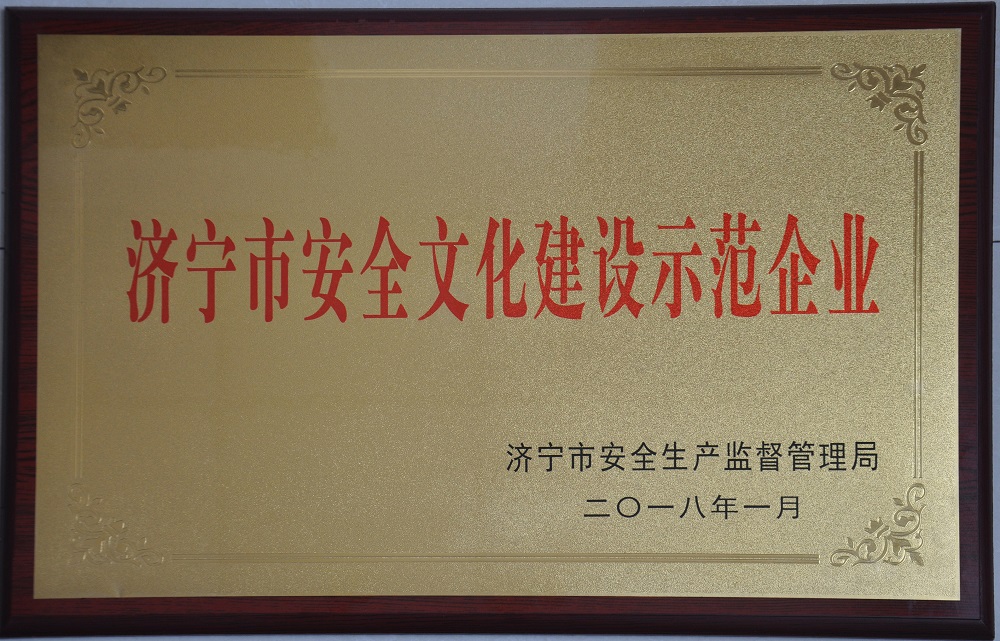 济宁市安全文化建设示范企业
济宁市安全生产监督管理局
二〇一八年一月